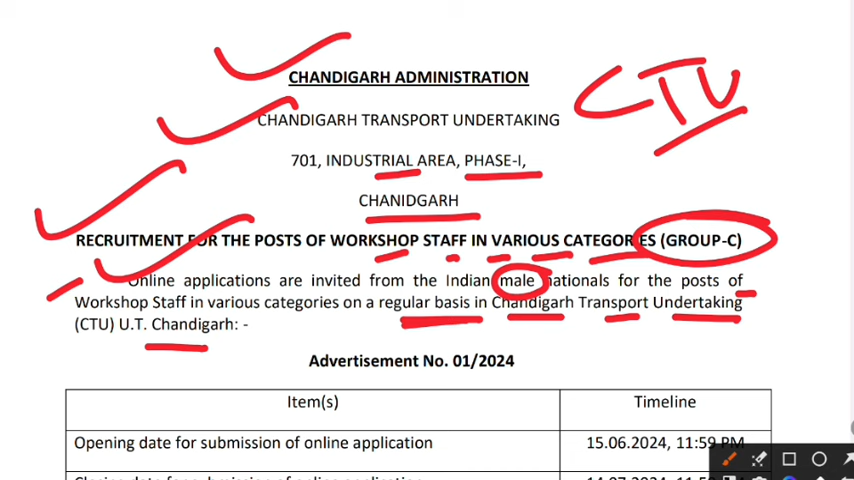 CHANDIGARH ADMINISTRATION
CTU
CHANDIGARH TRANSPORT UNDERTAKING
701, INDUSTRIAL AREA, PHASE-I,
CHANIDGARH
RECRUITMENT FOR THE POSTS OF WORKSHOP STAFF IN VARIOUS CATEGORIES (GROUP-C)
Online applications are invited from the Indian male nationals for the posts of
Workshop Staff in various categories on a regular basis in Chandigarh Transport Undertaking
(CTU) U.T. Chandigarh: -
Advertisement No. 01/2024
Item(s) Timeline
Opening date for submission of online application 15.06.2024, 11:59 PM